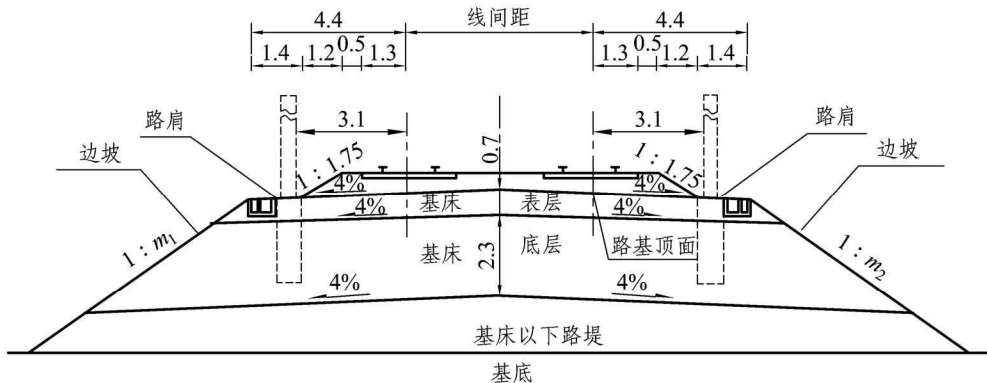 4.4 线间距 4.4
1.4 1.2 0.5 1.3 1.3 0.5 1.2 1.4
3.1 3.1
路肩 0.7 路肩
边坡 1:1.75 1:1.75 边坡
4% 4%
4% 基床 表层 4%
1:m₁ 基床 底层 路基顶面 1:m₂
2.3
4% 4%
基床以下路堤
基底